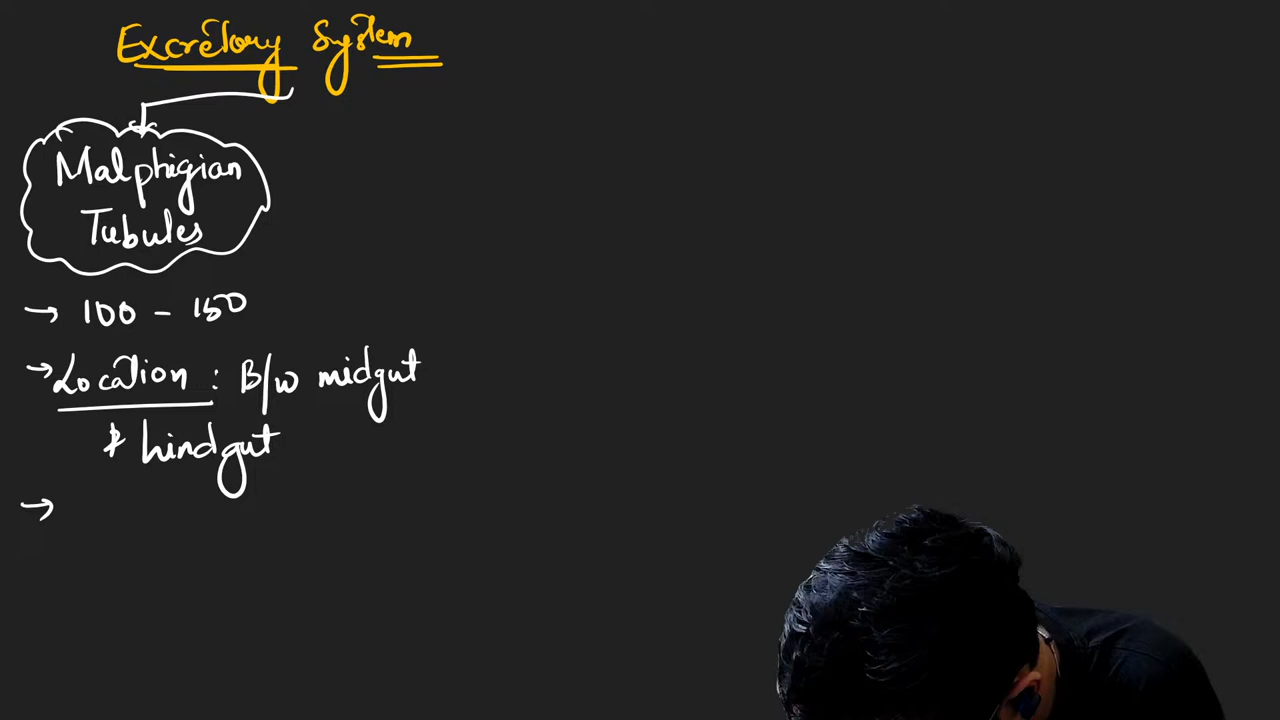 Excretory System
Malphigian
Tubules
→ 100 - 150
→ Location : B/w midgut
& hindgut
→